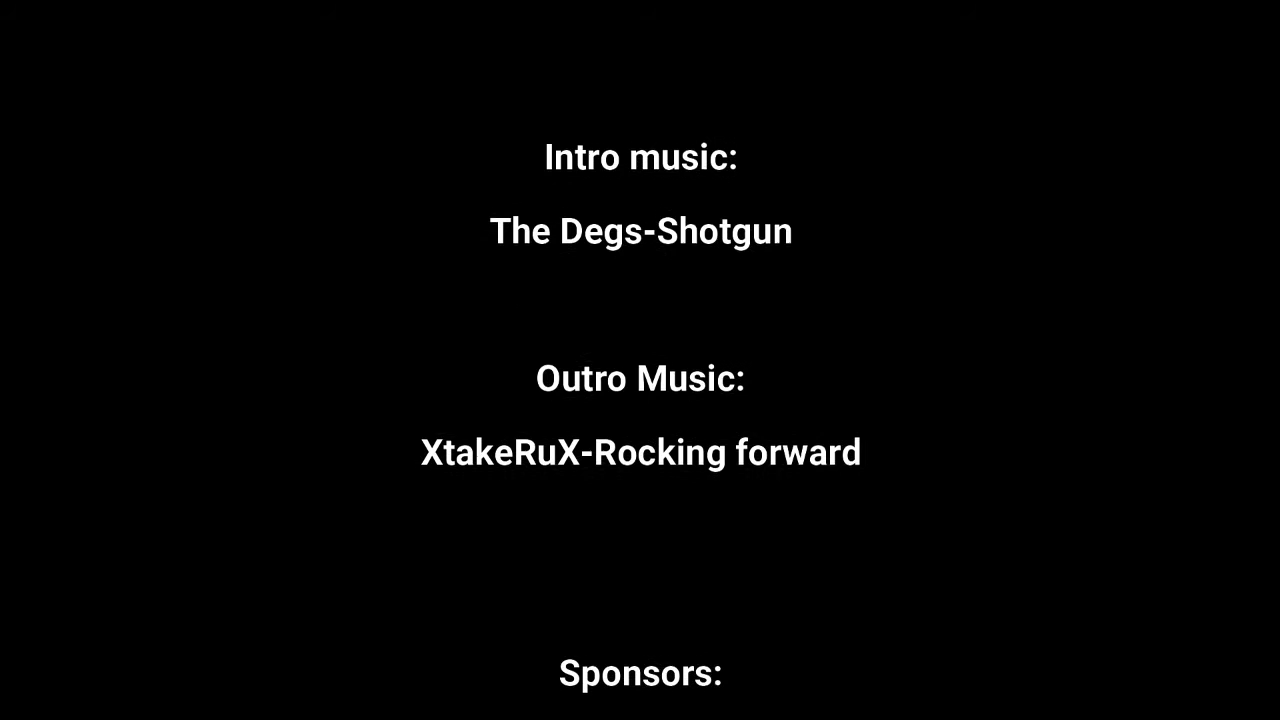 Intro music:
The Degs-Shotgun
Outro Music:
XtakeRuX-Rocking forward
Sponsors: